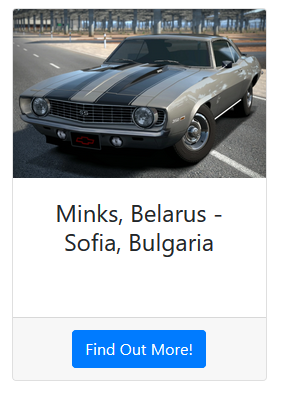 Minks, Belarus -
Sofia, Bulgaria
Find Out More!